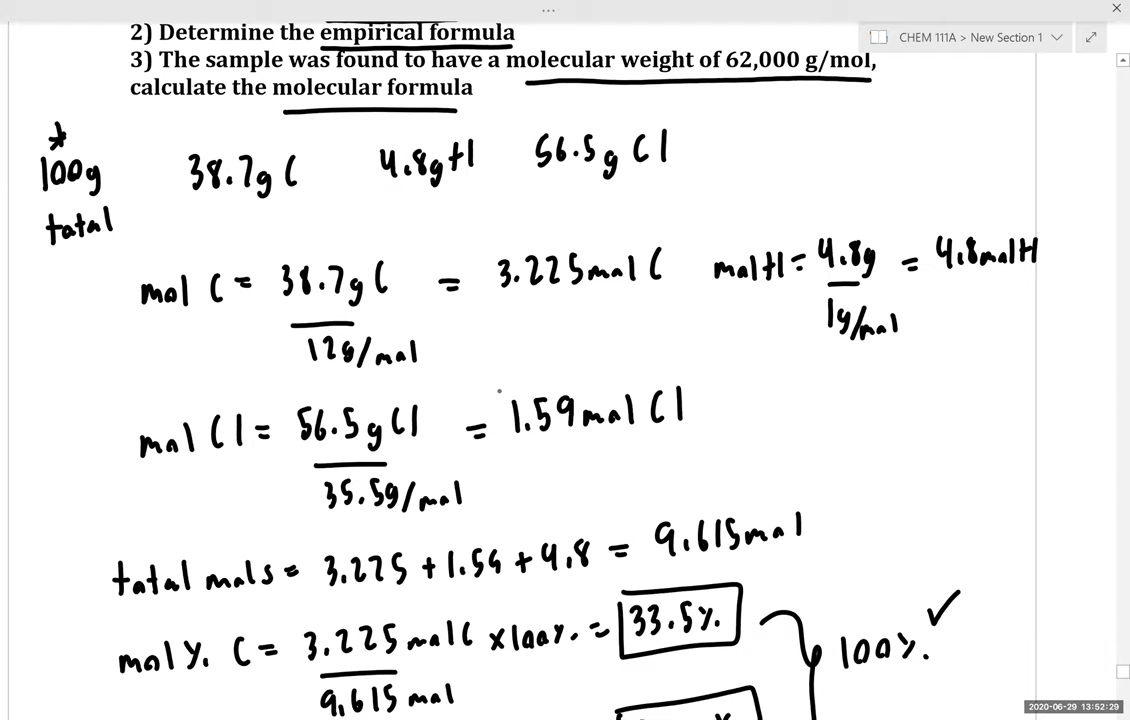 CHEM 111A > New Section 1
2) Determine the empirical formula
3) The sample was found to have a molecular weight of 62,000 g/mol,
calculate the molecular formula
100g total 38.7g C 4.8g H 56.5g Cl
mol C = 38.7g C / 12g/mol = 3.225 mol C mol H = 4.8g / 1g/mol = 4.8 mol H
mol Cl = 56.5g Cl / 35.5g/mol = 1.59 mol Cl
total mols = 3.225 + 1.59 + 4.8 = 9.615 mol
mol %. C = 3.225 mol C / 9.615 mol x 100%. = 33.5%. 100%. ✓
2020-06-29 13:52:29